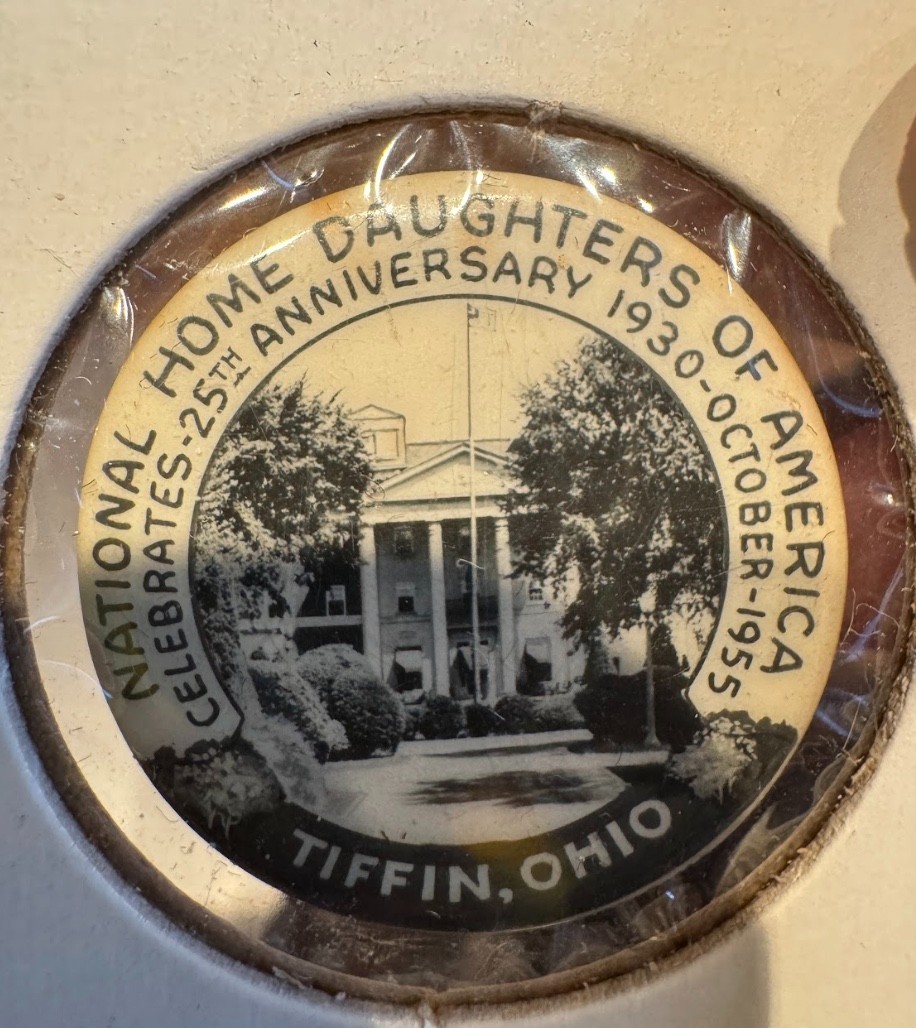 NATIONAL HOME DAUGHTERS OF AMERICA
CELEBRATES-25TH ANNIVERSARY 1930-OCTOBER-1955
TIFFIN, OHIO